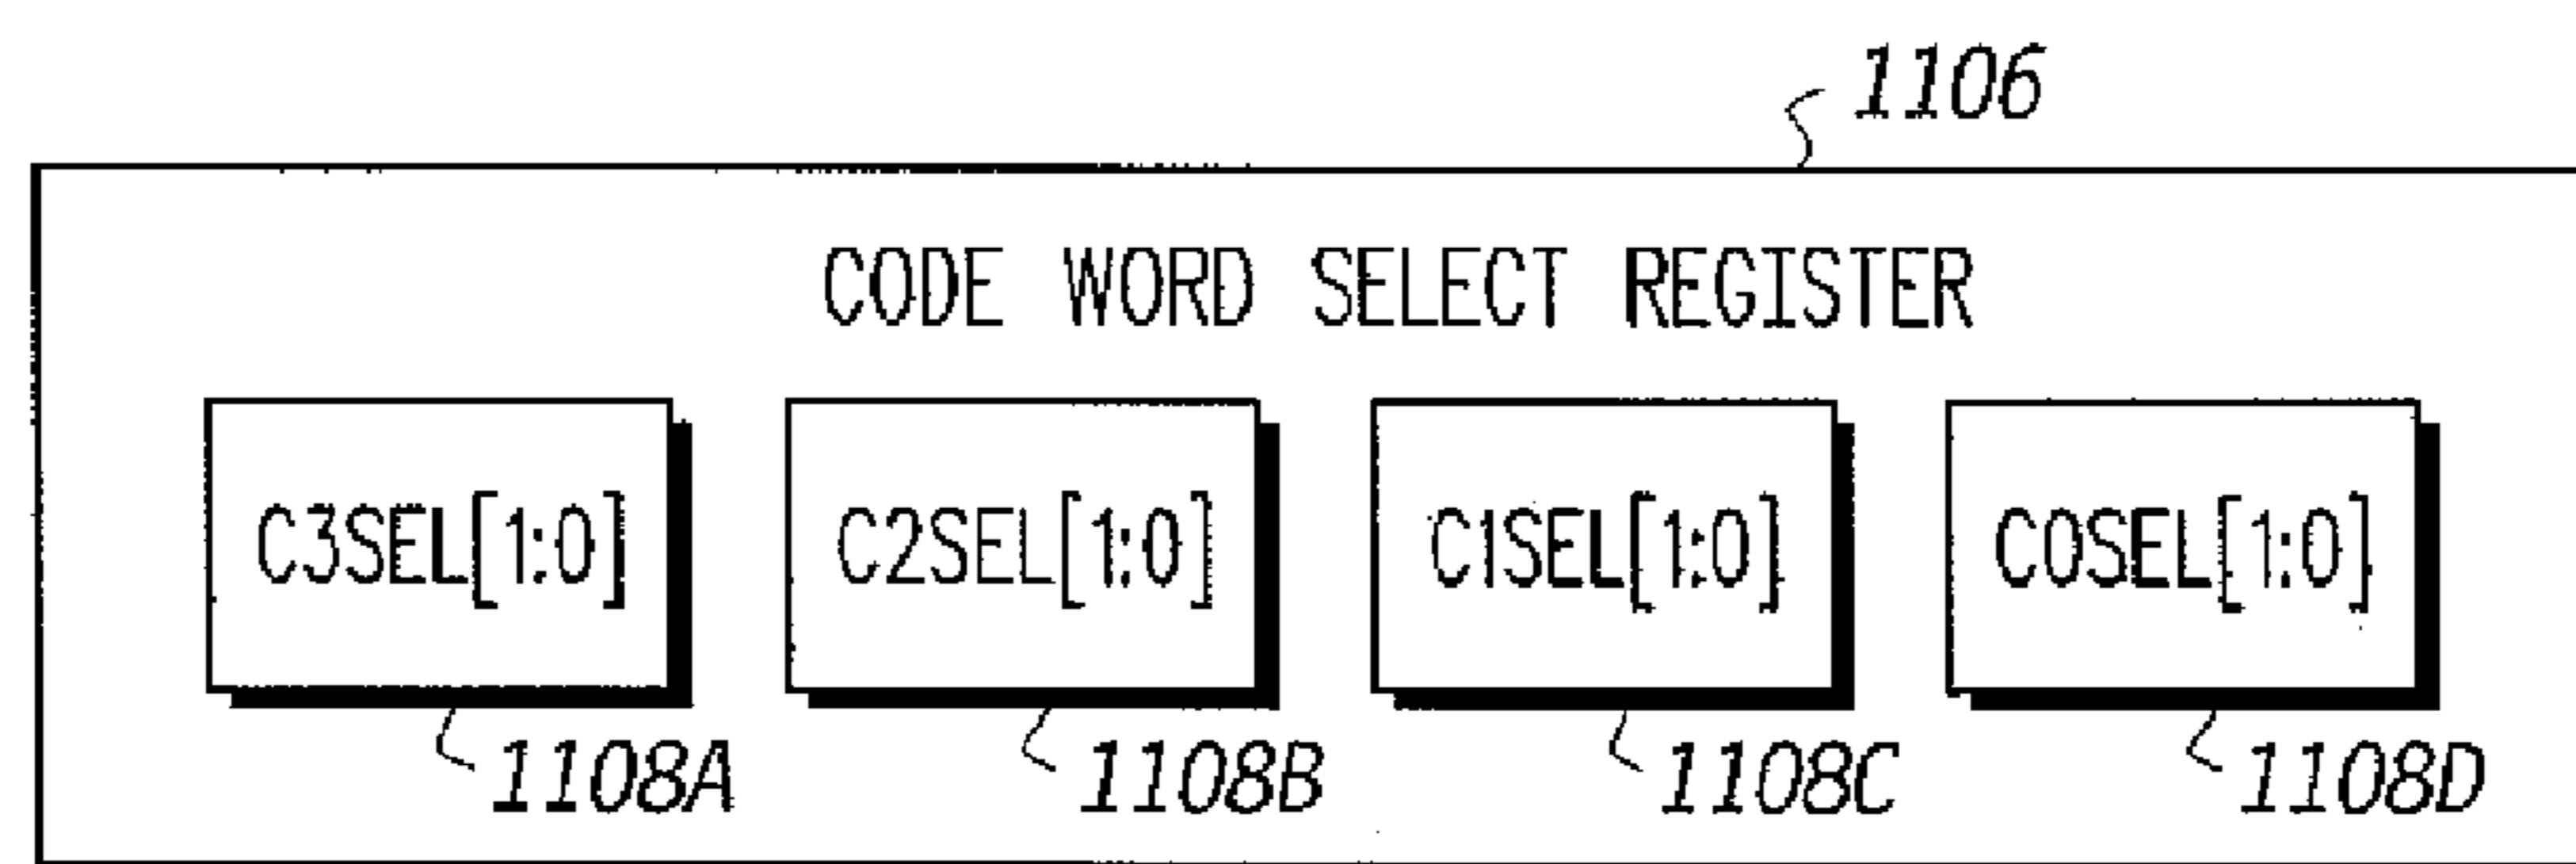 1106
CODE WORD SELECT REGISTER
C3SEL[1:0] C2SEL[1:0] C1SEL[1:0] C0SEL[1:0]
1108A 1108B 1108C 1108D